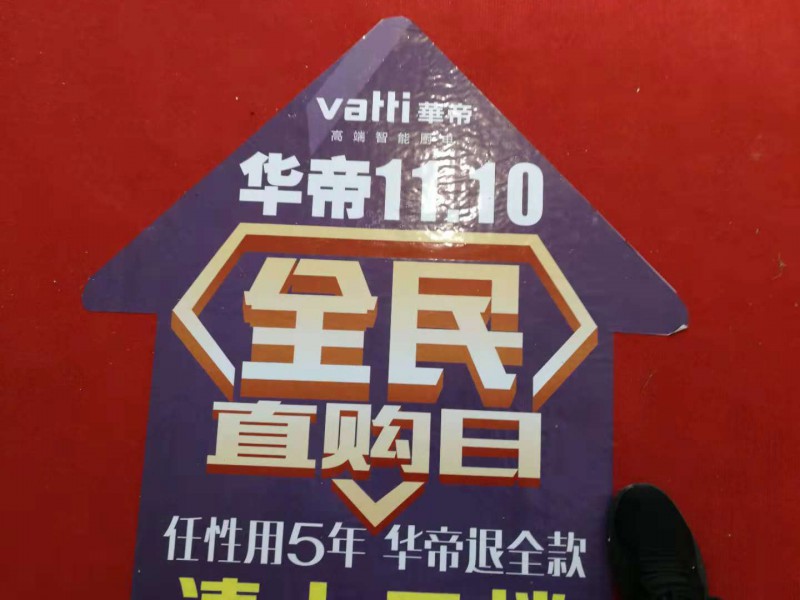 vatti 華帝
高端智能厨电
华帝11.10
全民
直购日
任性用5年 华帝退全款